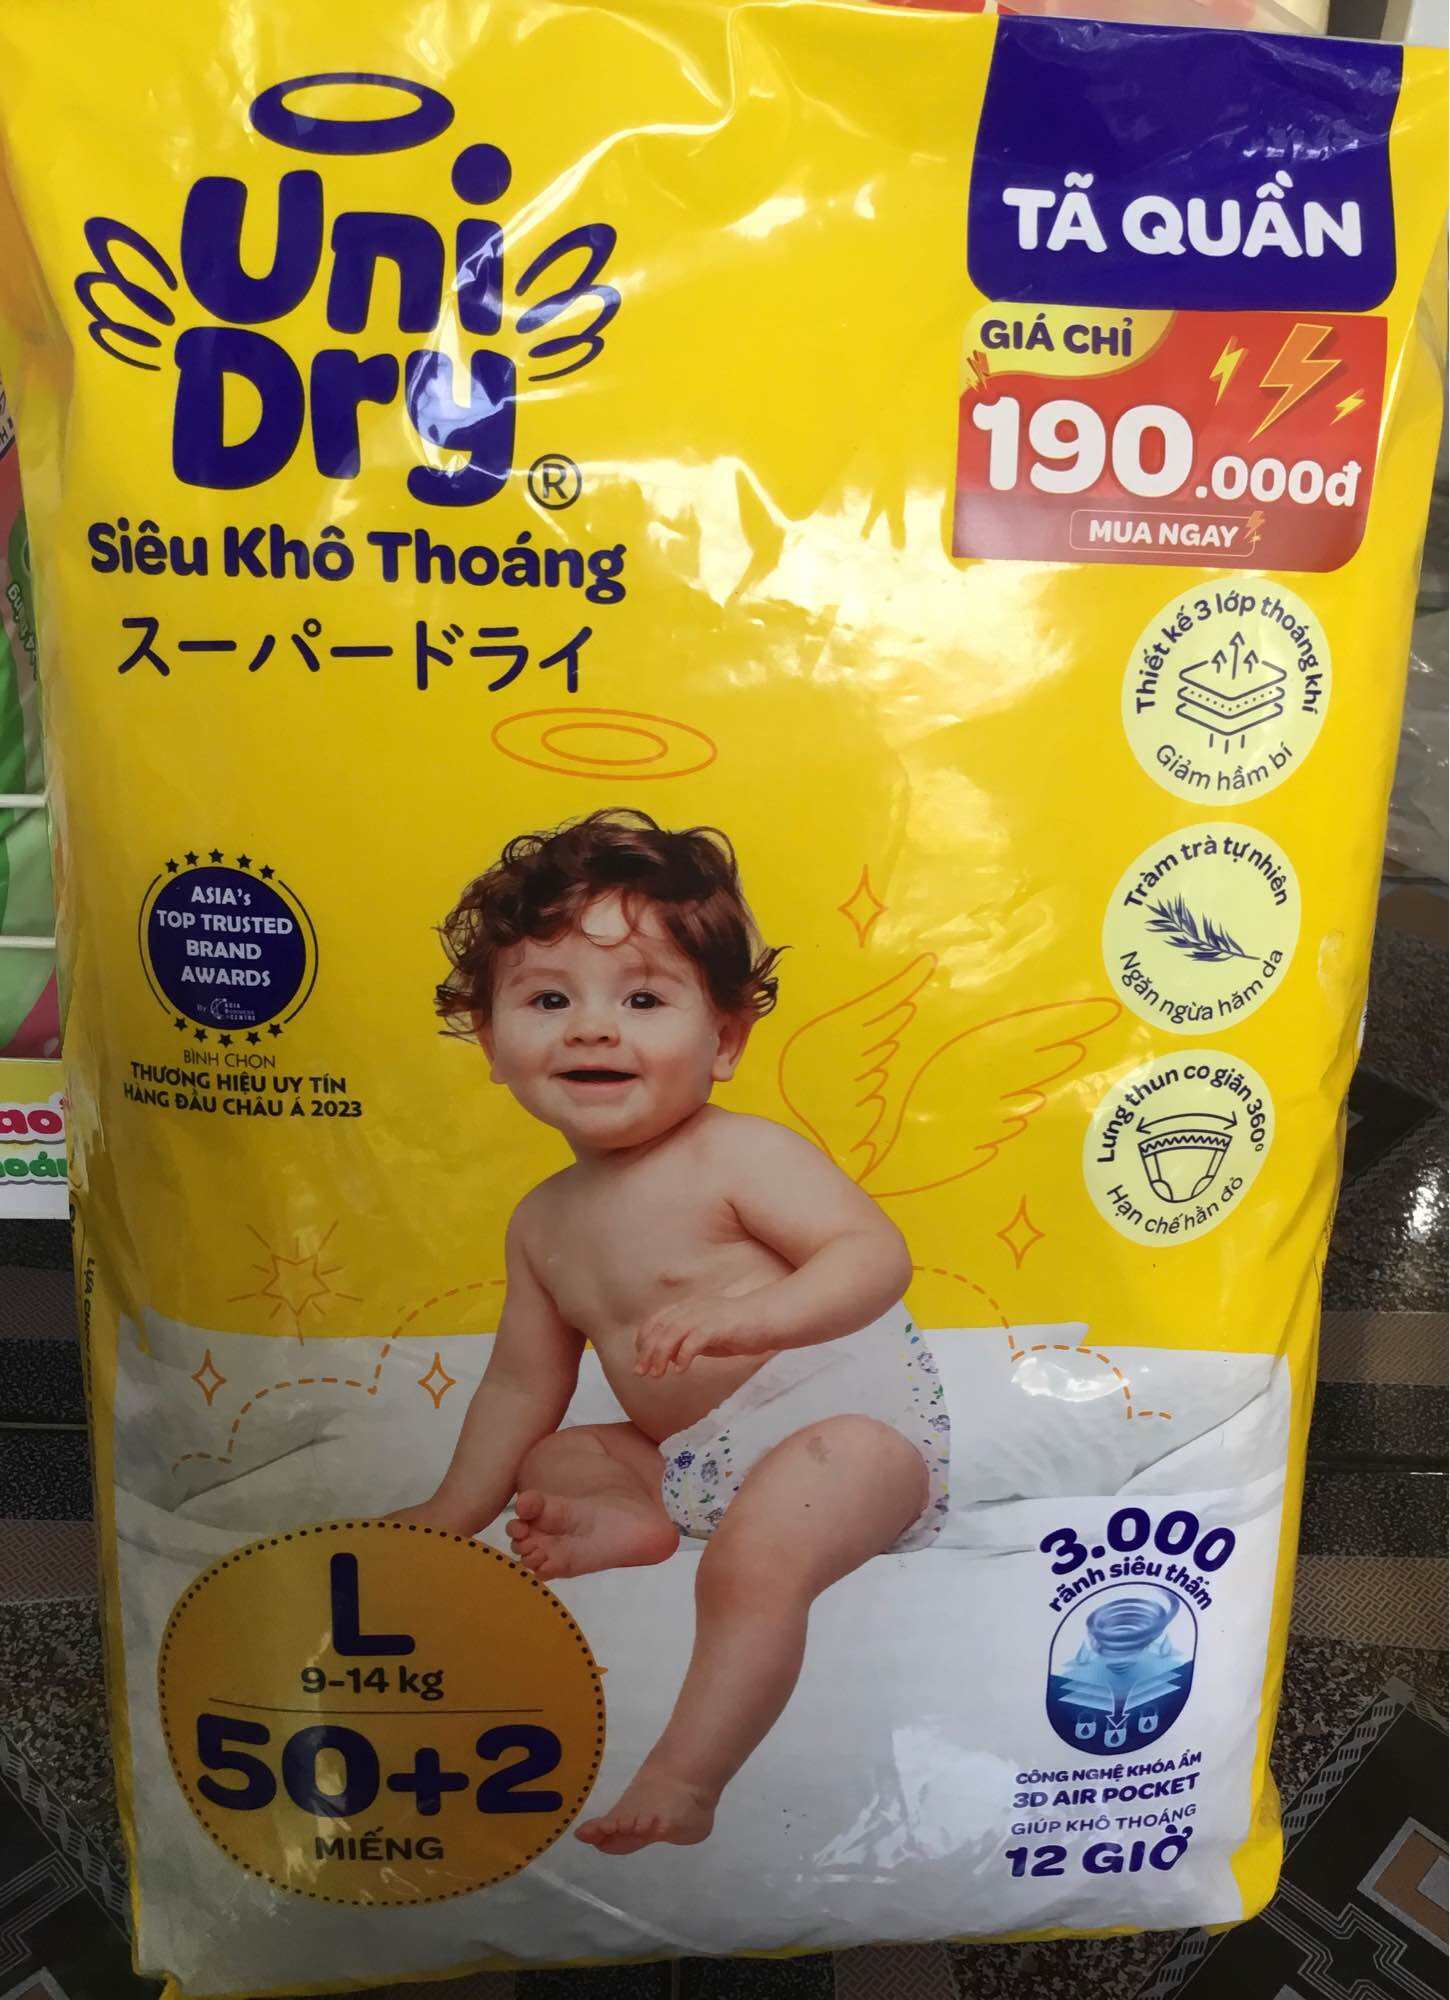 Uni
Dry®
Siêu Khô Thoáng
スーパードライ
TÃ QUẦN
GIÁ CHỈ
190.000đ
MUA NGAY
Thiết kế 3 lớp thoáng khí
Giảm hầm bí
Tràm trà tự nhiên
Ngăn ngừa hăm da
Lưng thun co giãn 360°
Hạn chế hằn đỏ
ASIA's
TOP TRUSTED
BRAND
AWARDS
By ASIA
BUSINESS
CENTRE
BÌNH CHỌN
THƯƠNG HIỆU UY TÍN
HÀNG ĐẦU CHÂU Á 2023
L
9-14 kg
50+2
MIẾNG
3.000
rãnh siêu thấm
CÔNG NGHỆ KHÓA ẨM
3D AIR POCKET
GIÚP KHÔ THOÁNG
12 GIỜ